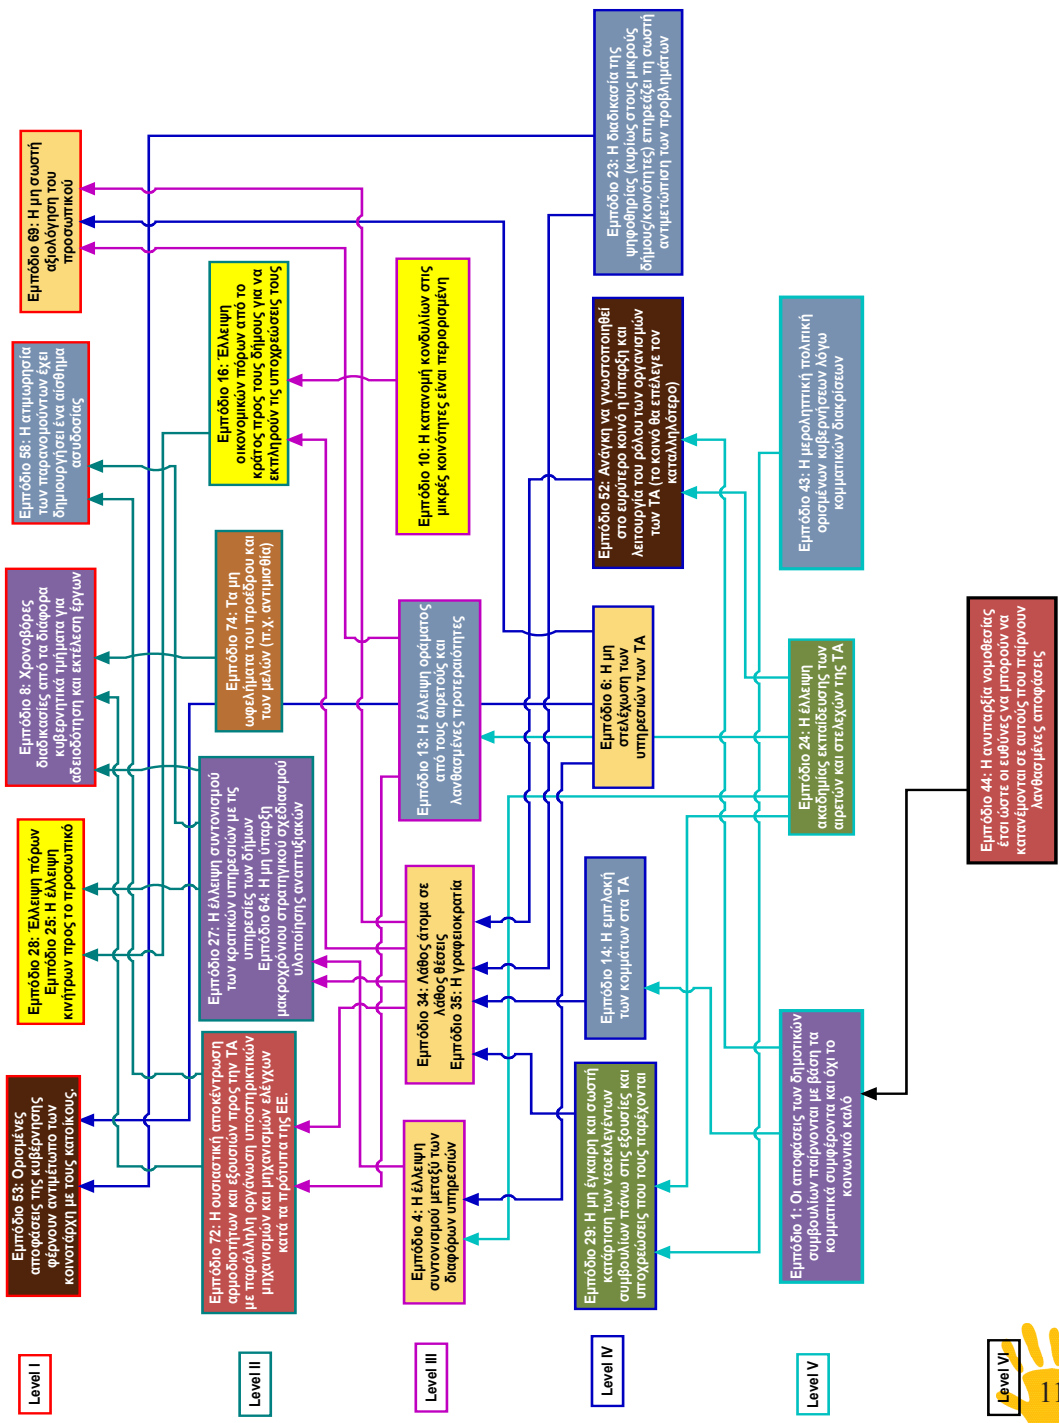 Level I
Εμπόδιο 53: Ορισμένες
αποφάσεις της κυβέρνησης
φέρνουν αντιμέτωπο των
κοινοτάρχη με τους κατοίκους.
Εμπόδιο 28: Έλλειψη πόρων
Εμπόδιο 25: Η έλλειψη
κινήτρων προς το προσωπικό
Εμπόδιο 8: Χρονοβόρες
διαδικασίες από τα διάφορα
κυβερνητικά τμήματα για
αδειοδότηση και εκτέλεση έργων
Εμπόδιο 58: Η ατιμωρησία
των παρανομούντων έχει
δημιουργήσει ένα αίσθημα
ασυδοσίας
Εμπόδιο 69: Η μη σωστή
αξιολόγηση του
προσωπικού
Level II
Εμπόδιο 72: Η ουσιαστική αποκέντρωση
αρμοδιοτήτων και εξουσιών προς την ΤΑ
με παράλληλη οργάνωση υποστηρικτικών
μηχανισμών και μηχανισμών ελέγχων
κατά τα πρότυπα της ΕΕ.
Εμπόδιο 27: Η έλλειψη συντονισμού
των κρατικών υπηρεσιών με τις
υπηρεσίες των δήμων
Εμπόδιο 64: Η μη ύπαρξη
μακροχρόνιου στρατηγικού σχεδιασμού
υλοποίησης αναπτυξιακών
Εμπόδιο 74: Τα μη
ωφελήματα του προέδρου και
των μελών (π.χ. αντιμισθία)
Εμπόδιο 16: Έλλειψη
οικονομικών πόρων από το
κράτος προς τους δήμους για να
εκπληρούν τις υποχρεώσεις τους
Level III
Εμπόδιο 4: Η έλλειψη
συντονισμού μεταξύ των
διαφόρων υπηρεσιών
Εμπόδιο 34: Λάθος άτομα σε
λάθος θέσεις
Εμπόδιο 35: Η γραφειοκρατία
Εμπόδιο 13: Η έλλειψη οράματος
από τους αιρετούς και
λανθασμένες προτεραιότητες
Εμπόδιο 10: Η κατανομή κονδυλίων στις
μικρές κοινότητες είναι περιορισμένη
Level IV
Εμπόδιο 29: Η μη έγκαιρη και σωστή
κατάρτιση των νεοεκλεγέντων
συμβουλίων πάνω στις εξουσίες και
υποχρεώσεις που τους παρέχονται
Εμπόδιο 14: Η εμπλοκή
των κομμάτων στα ΤΑ
Εμπόδιο 6: Η μη
στελέχωση των
υπηρεσιών των ΤΑ
Εμπόδιο 52: Ανάγκη να γνωστοποιηθεί
στο ευρύτερο κοινό η ύπαρξη και
λειτουργία του ρόλου των οργανισμών
των ΤΑ (το κοινό θα επέλεγε τον
καταλληλότερο)
Εμπόδιο 23: Η διαδικασία της
ψηφοθηρίας (κυρίως στους μικρούς
δήμους/κοινότητες) επηρεάζει τη σωστή
αντιμετώπιση των προβλημάτων
Level V
Εμπόδιο 1: Οι αποφάσεις των δημοτικών
συμβουλίων παίρνονται με βάση τα
κομματικά συμφέροντα και όχι το
κοινωνικό καλό
Εμπόδιο 24: Η έλλειψη
ακαδημίας εκπαίδευσης των
αιρετών και στελεχών της ΤΑ
Εμπόδιο 43: Η μεροληπτική πολιτική
ορισμένων κυβερνήσεων λόγω
κομματικών διακρίσεων
Level VI
Εμπόδιο 44: Η ανυπαρξία νομοθεσίας
έτσι ώστε οι ευθύνες να μπορούν να
κατανέμονται σε αυτούς που παίρνουν
λανθασμένες αποφάσεις
11